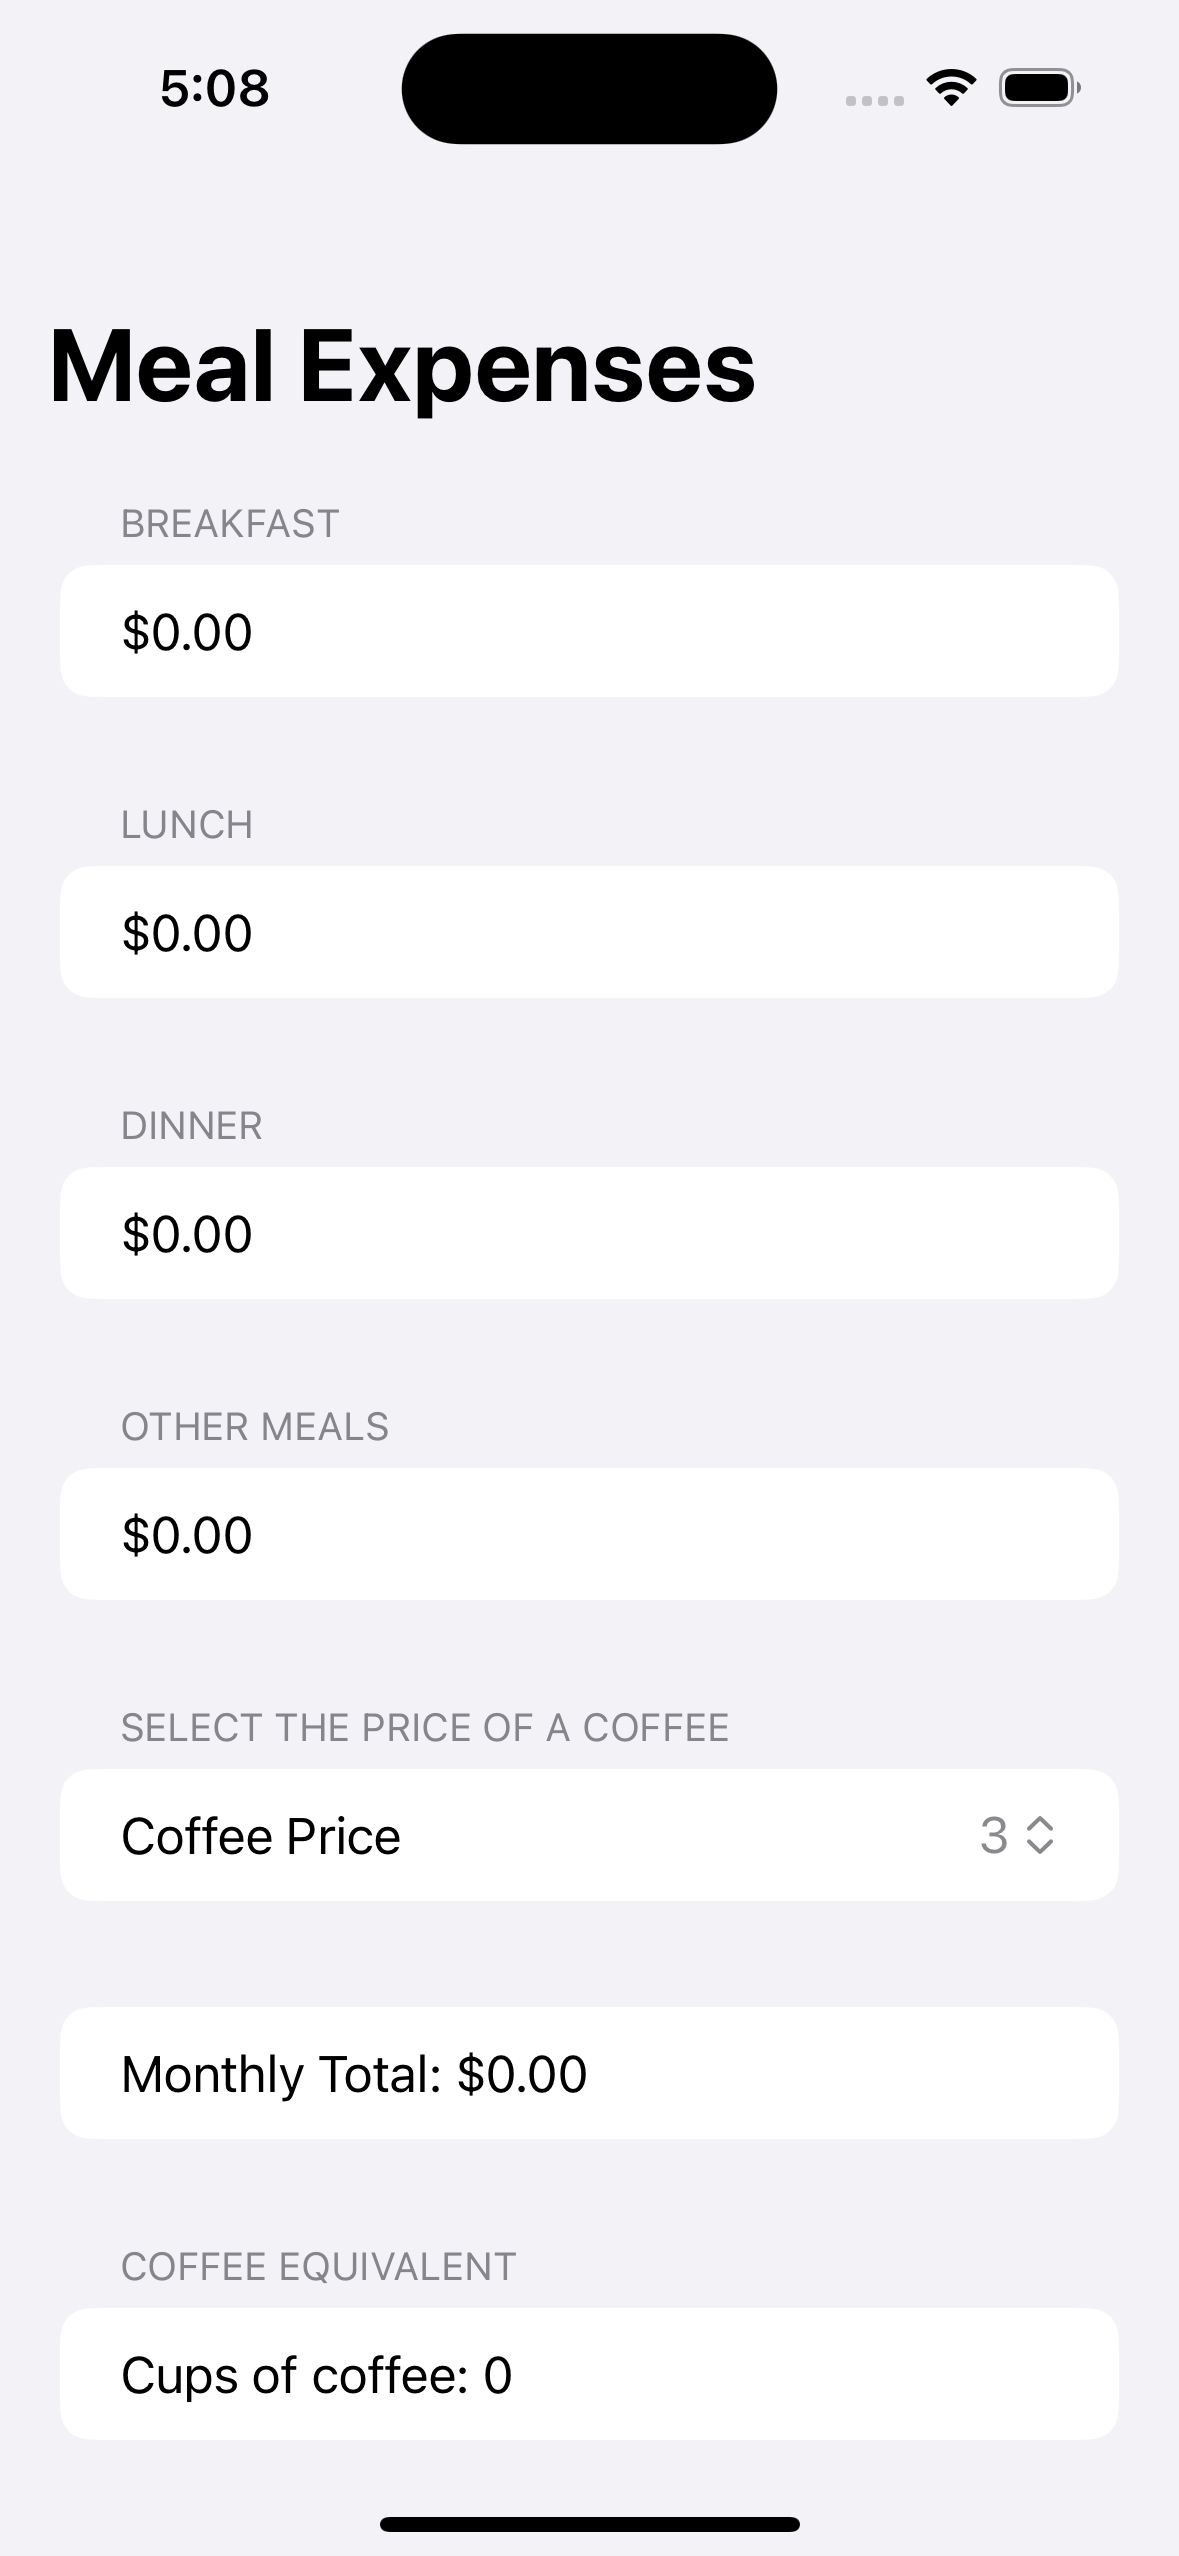 5:08
Meal Expenses
BREAKFAST
$0.00
LUNCH
$0.00
DINNER
$0.00
OTHER MEALS
$0.00
SELECT THE PRICE OF A COFFEE
Coffee Price 3
Monthly Total: $0.00
COFFEE EQUIVALENT
Cups of coffee: 0